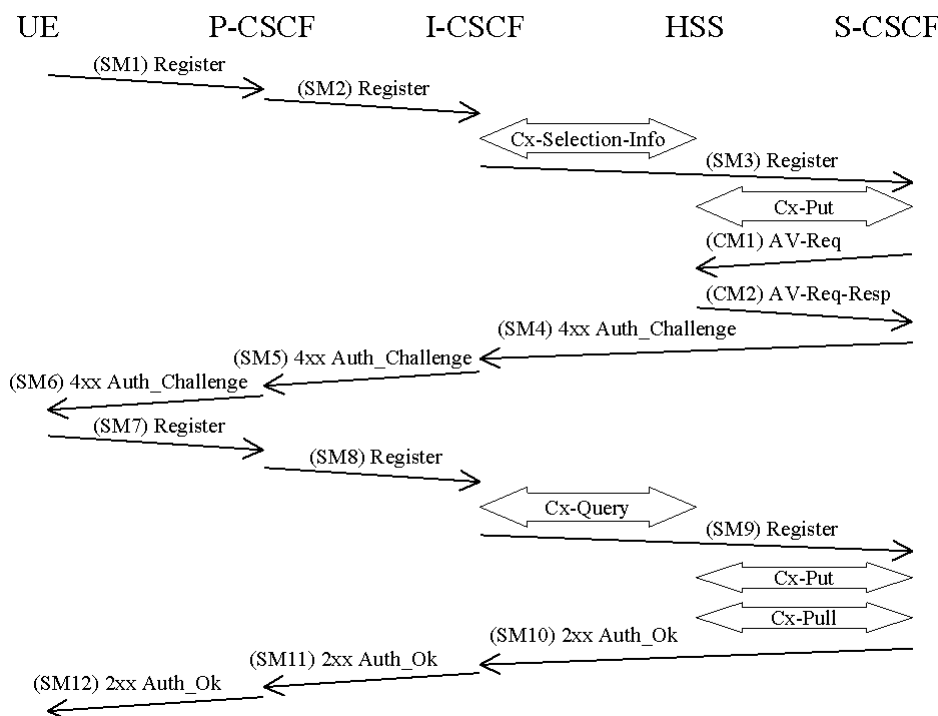 UE P-CSCF I-CSCF HSS S-CSCF
(SM1) Register
(SM2) Register
Cx-Selection-Info
(SM3) Register
Cx-Put
(CM1) AV-Req
(CM2) AV-Req-Resp
(SM4) 4xx Auth_Challenge
(SM5) 4xx Auth_Challenge
(SM6) 4xx Auth_Challenge
(SM7) Register
(SM8) Register
Cx-Query
(SM9) Register
Cx-Put
Cx-Pull
(SM10) 2xx Auth_Ok
(SM11) 2xx Auth_Ok
(SM12) 2xx Auth_Ok